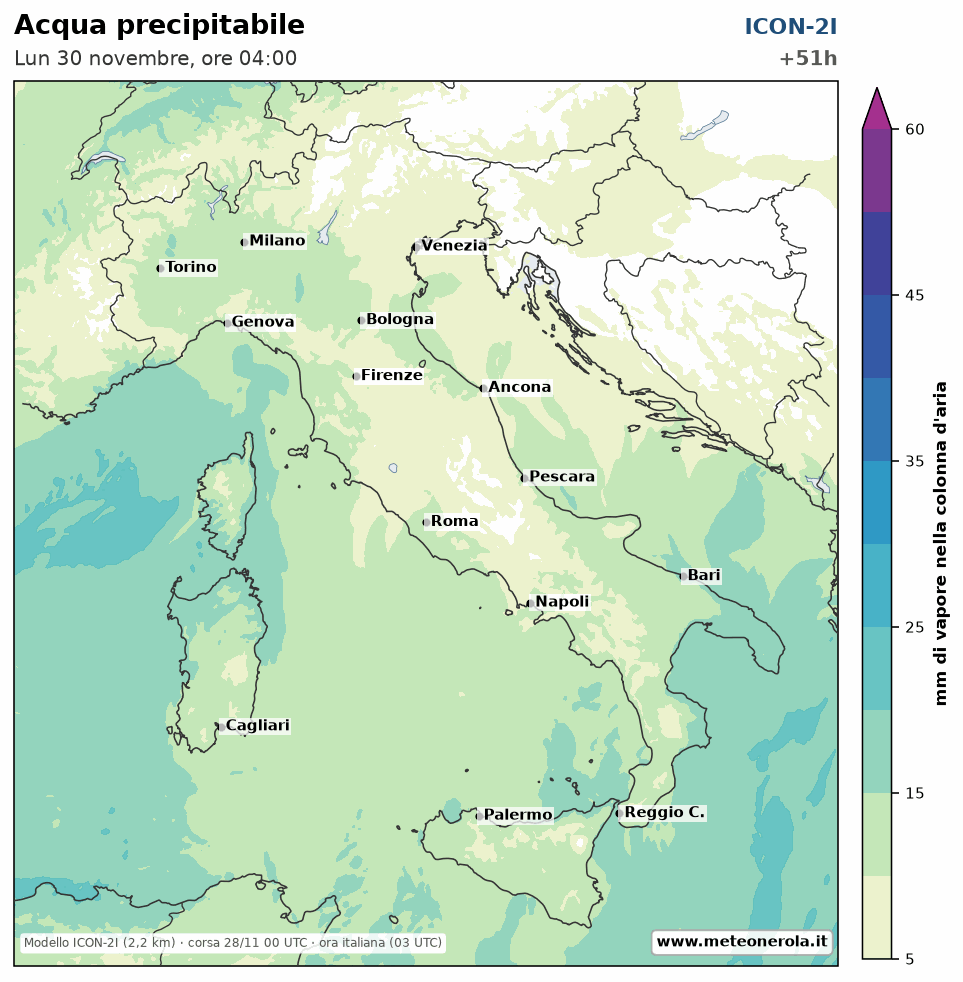 Acqua precipitabile
ICON-2I
Lun 30 novembre, ore 04:00
+51h
60
45
35
25
15
5
mm di vapore nella colonna d'aria
Milano
Venezia
Torino
Genova
Bologna
Firenze
Ancona
Pescara
Roma
Bari
Napoli
Cagliari
Palermo
Reggio C.
Modello ICON-2I (2,2 km) · corsa 28/11 00 UTC · ora italiana (03 UTC)
www.meteonerola.it